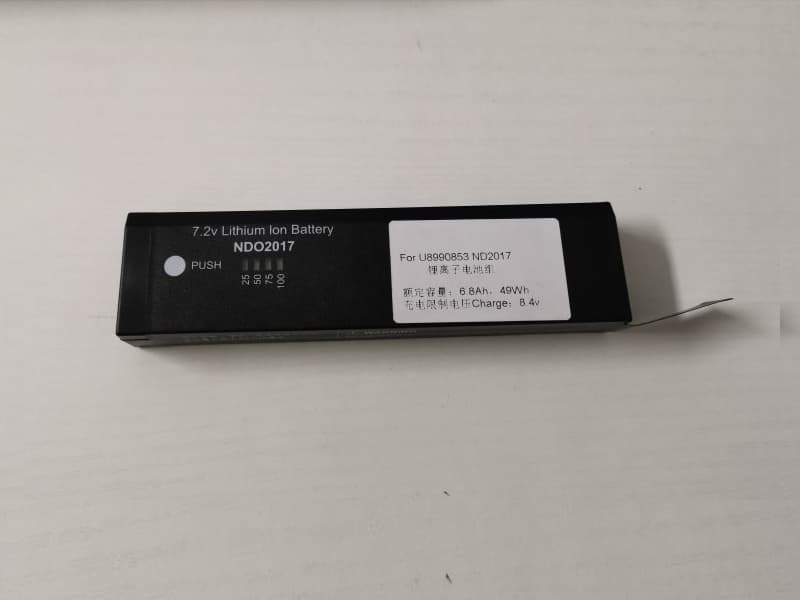 7.2v Lithium Ion Battery
NDO2017
PUSH
25
50
75
100
For U8990853 ND2017
锂离子电池组
额定容量：6.8Ah，49Wh
充电限制电压Charge：8.4v